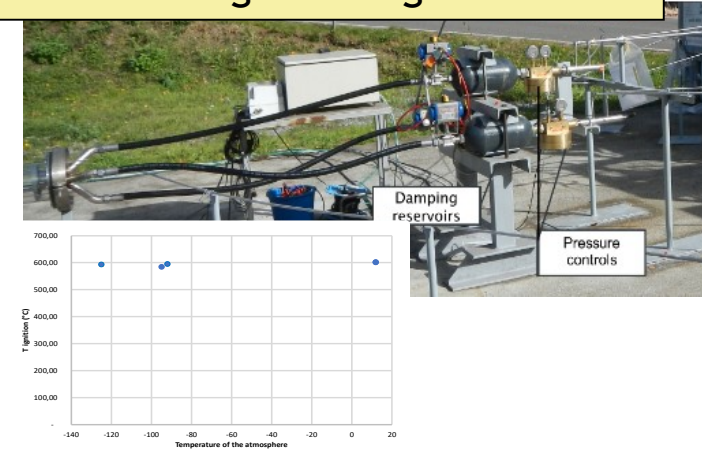 Damping
reservoirs
Pressure
controls
700,00
600,00
500,00
400,00
300,00
200,00
100,00
-
T ignition (°C)
-140 -120 -100 -80 -60 -40 -20 0 20
Temperature of the atmosphere